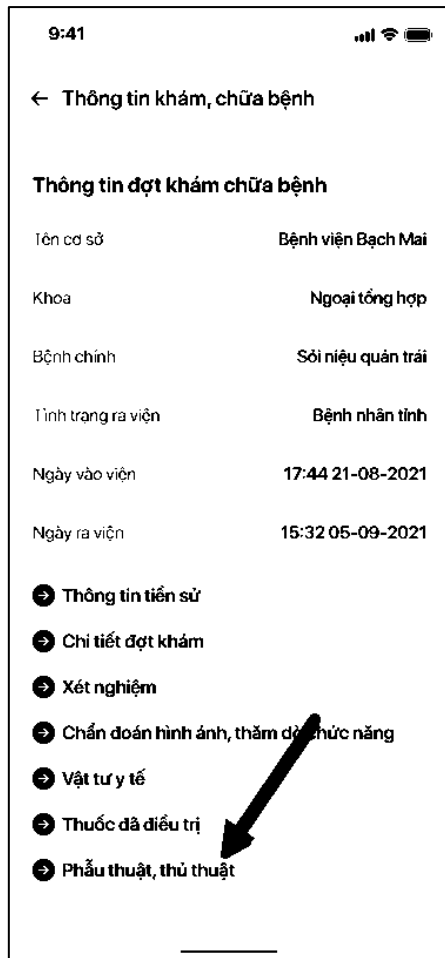 9:41
← Thông tin khám, chữa bệnh
Thông tin đợt khám chữa bệnh
Tên cơ sở Bệnh viện Bạch Mai
Khoa Ngoại tổng hợp
Bệnh chính Sỏi niệu quản trái
Tình trạng ra viện Bệnh nhân tỉnh
Ngày vào viện 17:44 21-08-2021
Ngày ra viện 15:32 05-09-2021
Thông tin tiền sử
Chi tiết đợt khám
Xét nghiệm
Chẩn đoán hình ảnh, thăm dò chức năng
Vật tư y tế
Thuốc đã điều trị
Phẫu thuật, thủ thuật